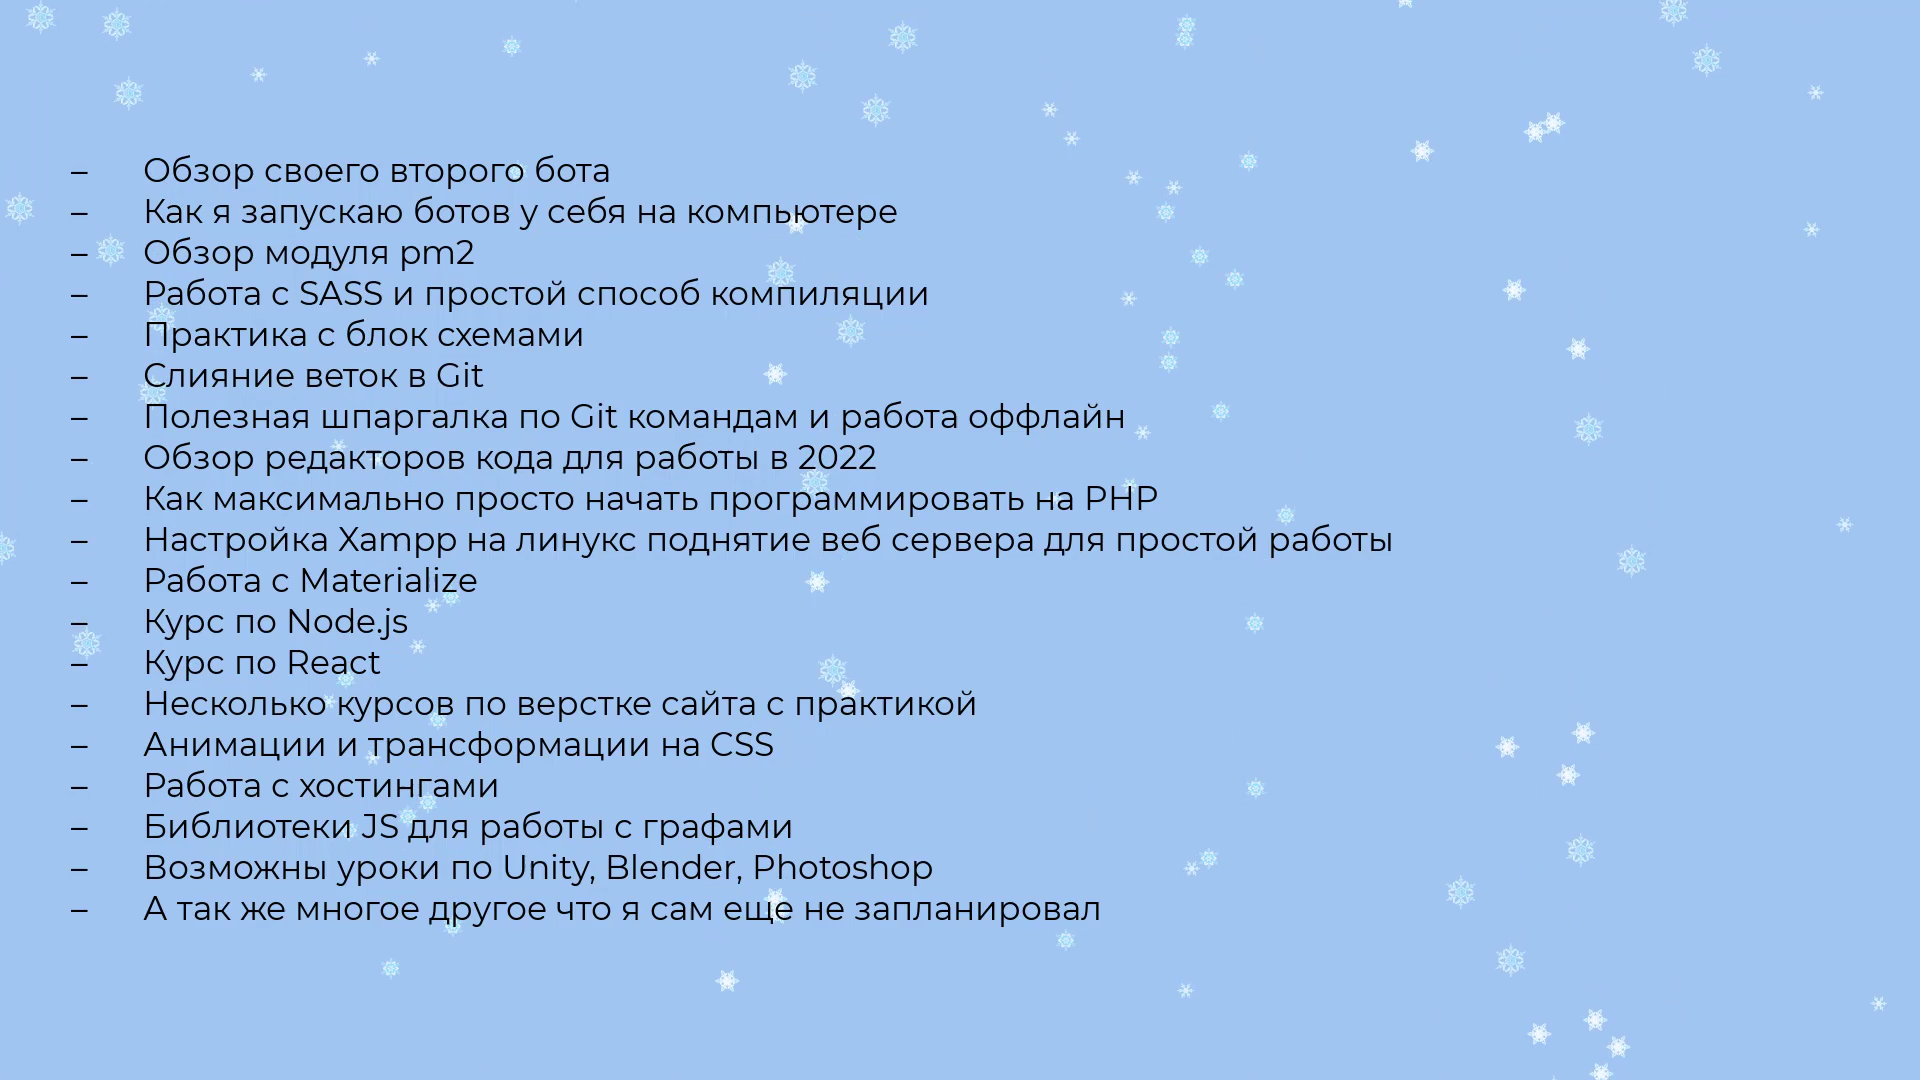 – Обзор своего второго бота
– Как я запускаю ботов у себя на компьютере
– Обзор модуля pm2
– Работа с SASS и простой способ компиляции
– Практика с блок схемами
– Слияние веток в Git
– Полезная шпаргалка по Git командам и работа оффлайн
– Обзор редакторов кода для работы в 2022
– Как максимально просто начать программировать на PHP
– Настройка Xampp на линукс поднятие веб сервера для простой работы
– Работа с Materialize
– Курс по Node.js
– Курс по React
– Несколько курсов по верстке сайта с практикой
– Анимации и трансформации на CSS
– Работа с хостингами
– Библиотеки JS для работы с графами
– Возможны уроки по Unity, Blender, Photoshop
– А так же многое другое что я сам еще не запланировал